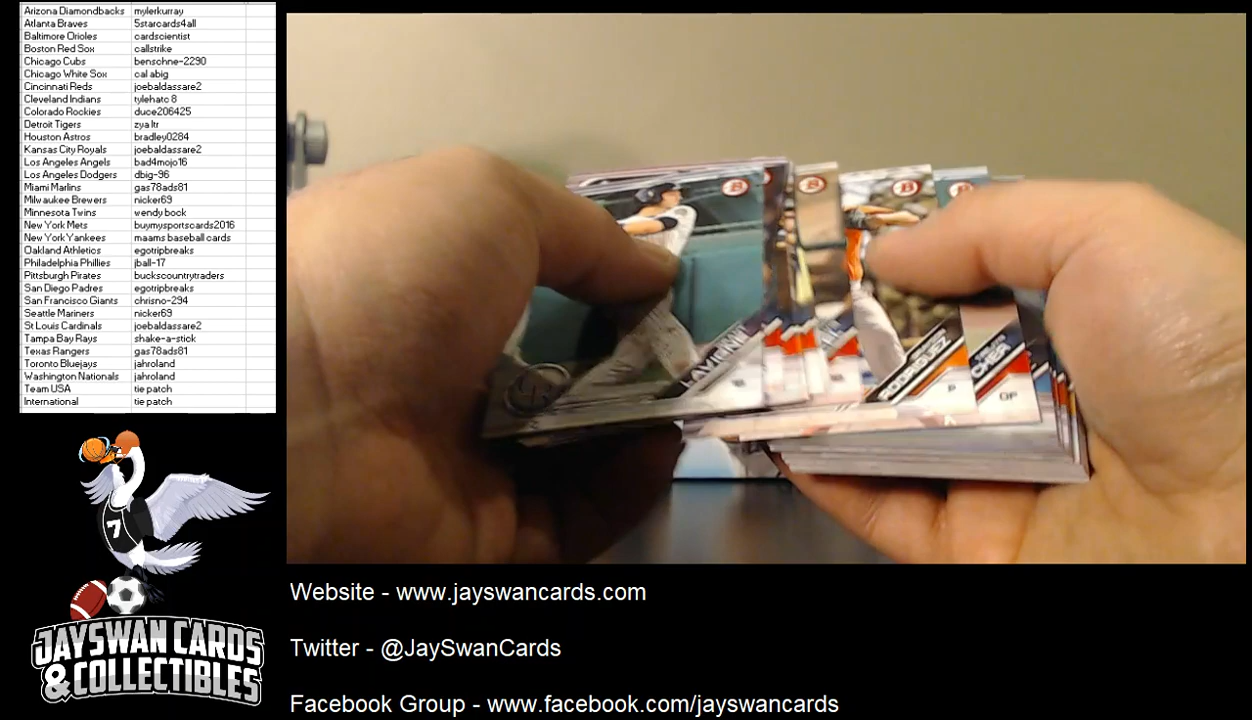 Arizona Diamondbacks mylerkurray
Atlanta Braves 5starcards4all
Baltimore Orioles cardscientist
Boston Red Sox callstrike
Chicago Cubs benschne-2290
Chicago White Sox cal abig
Cincinnati Reds joebaldassare2
Cleveland Indians tylehatc 8
Colorado Rockies duce206425
Detroit Tigers zya ltr
Houston Astros bradley0284
Kansas City Royals joebaldassare2
Los Angeles Angels bad4mojo16
Los Angeles Dodgers dbig-96
Miami Marlins gas78ads81
Milwaukee Brewers nicker69
Minnesota Twins wendy bock
New York Mets buymysportscards2016
New York Yankees maams baseball cards
Oakland Athletics egotripbreaks
Philadelphia Phillies jball-17
Pittsburgh Pirates buckscountrytraders
San Diego Padres egotripbreaks
San Francisco Giants chrisno-294
Seattle Mariners nicker69
St Louis Cardinals joebaldassare2
Tampa Bay Rays shake-a-stick
Texas Rangers gas78ads81
Toronto Bluejays jahroland
Washington Nationals jahroland
Team USA tie patch
International tie patch
RODRIGUEZ
P
OF
7
JAYSWAN CARDS
& COLLECTIBLES
Website - www.jayswancards.com
Twitter - @JaySwanCards
Facebook Group - www.facebook.com/jayswancards